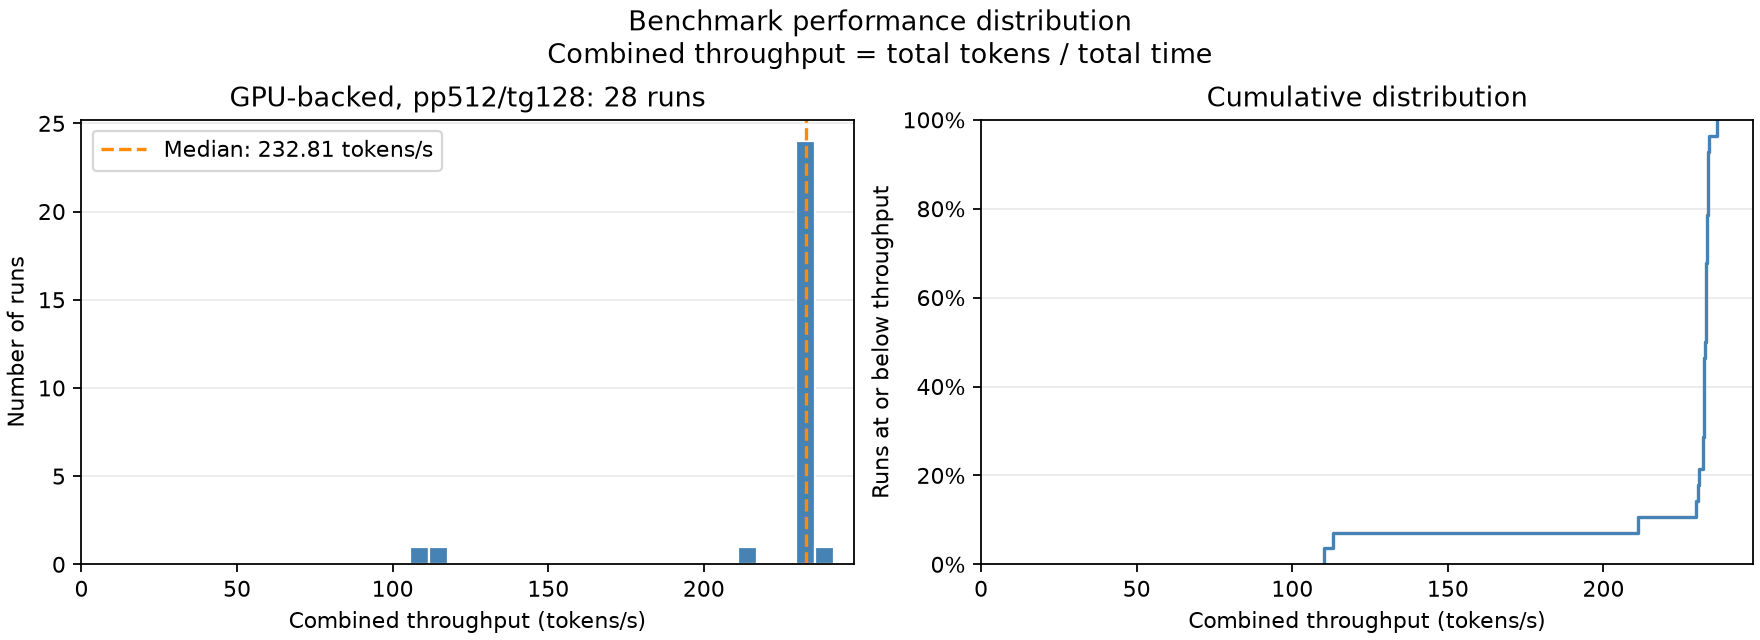 Benchmark performance distribution
Combined throughput = total tokens / total time
GPU-backed, pp512/tg128: 28 runs
Median: 232.81 tokens/s
Number of runs
25
20
15
10
5
0
0 50 100 150 200
Combined throughput (tokens/s)
Cumulative distribution
Runs at or below throughput
100%
80%
60%
40%
20%
0%
0 50 100 150 200
Combined throughput (tokens/s)